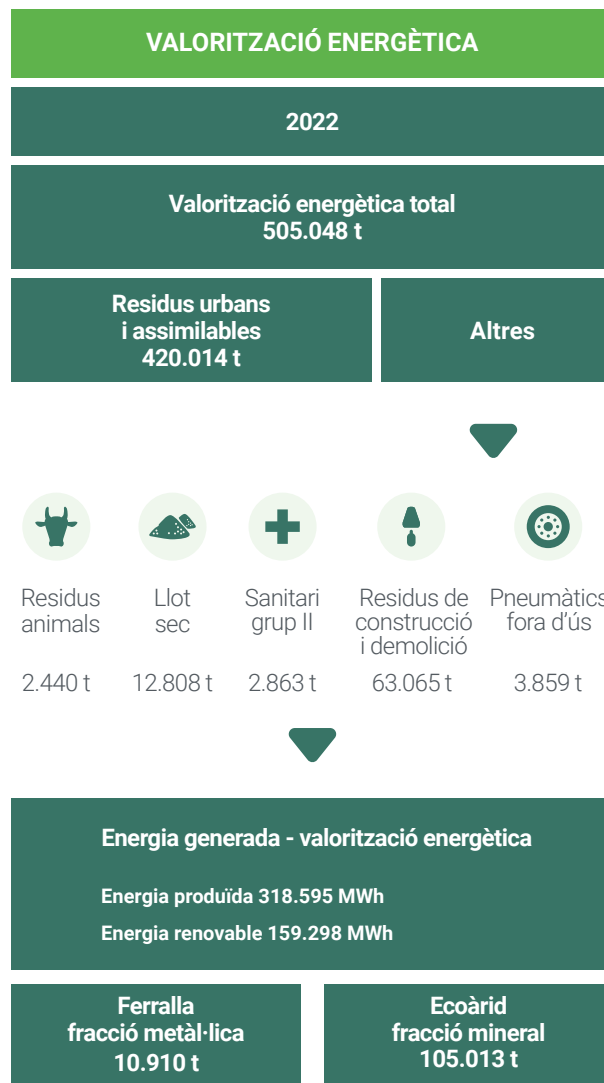 VALORITZACIÓ ENERGÈTICA
2022
Valorització energètica total
505.048 t
Residus urbans
i assimilables
420.014 t
Altres
Residus
animals
2.440 t
Llot
sec
12.808 t
Sanitari
grup II
2.863 t
Residus de
construcció
i demolició
63.065 t
Pneumàtics
fora d'ús
3.859 t
Energia generada - valorització energètica
Energia produïda 318.595 MWh
Energia renovable 159.298 MWh
Ferralla
fracció metàl·lica
10.910 t
Ecoàrid
fracció mineral
105.013 t